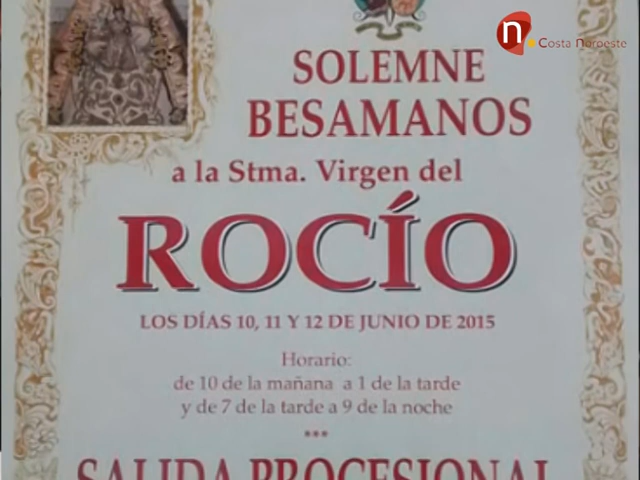 n
Costa Noroeste
SOLEMNE
BESAMANOS
a la Stma. Virgen del
ROCÍO
LOS DÍAS 10, 11 Y 12 DE JUNIO DE 2015
Horario:
de 10 de la mañana a 1 de la tarde
y de 7 de la tarde a 9 de la noche
***
SALIDA PROCESIONAL